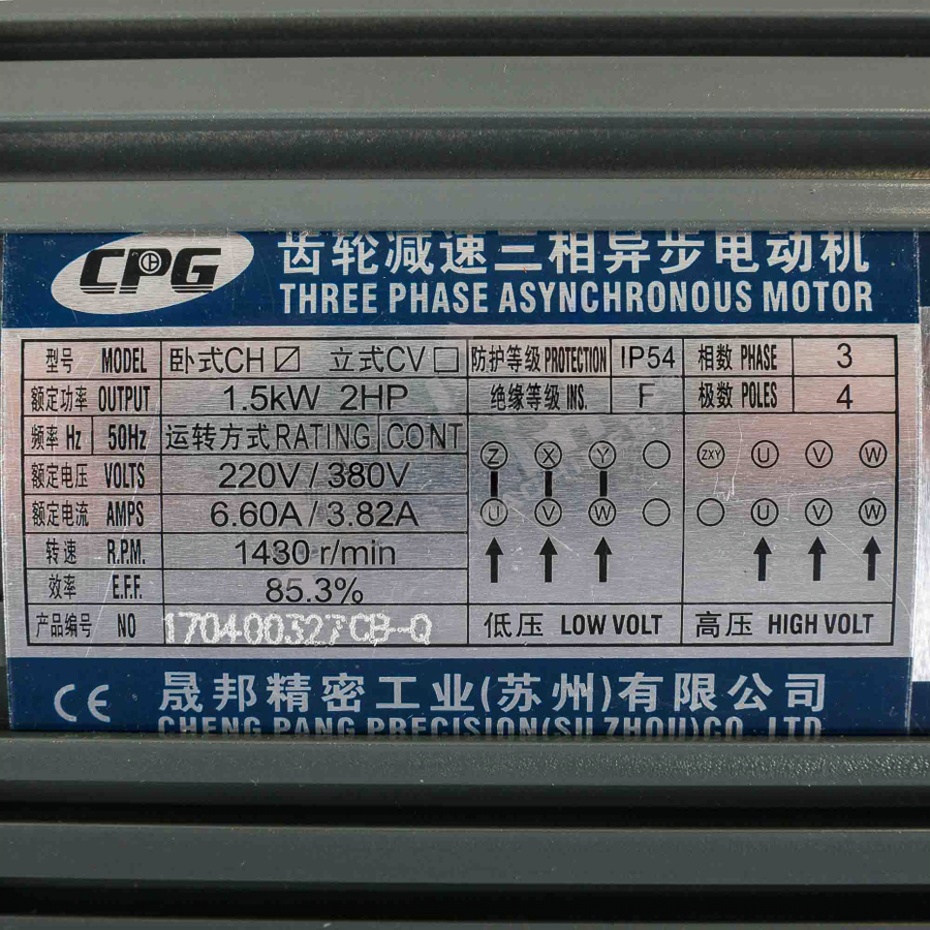 CPG
齿轮减速三相异步电动机
THREE PHASE ASYNCHRONOUS MOTOR
型号 MODEL 卧式CH☑ 立式CV☐ 防护等级 PROTECTION IP54 相数 PHASE 3
额定功率 OUTPUT 1.5kW 2HP 绝缘等级 INS. F 极数 POLES 4
频率 Hz 50Hz 运转方式 RATING CONT
额定电压 VOLTS 220V / 380V
额定电流 AMPS 6.60A / 3.82A
转速 R.P.M. 1430 r/min
效率 E.F.F. 85.3%
产品编号 NO 170400327CB-Q
Z X Y ZXY U V W
U V W U V W
低压 LOW VOLT 高压 HIGH VOLT
CE 晟邦精密工业(苏州)有限公司
CHENG PANG PRECISION(SU ZHOU)CO.,LTD